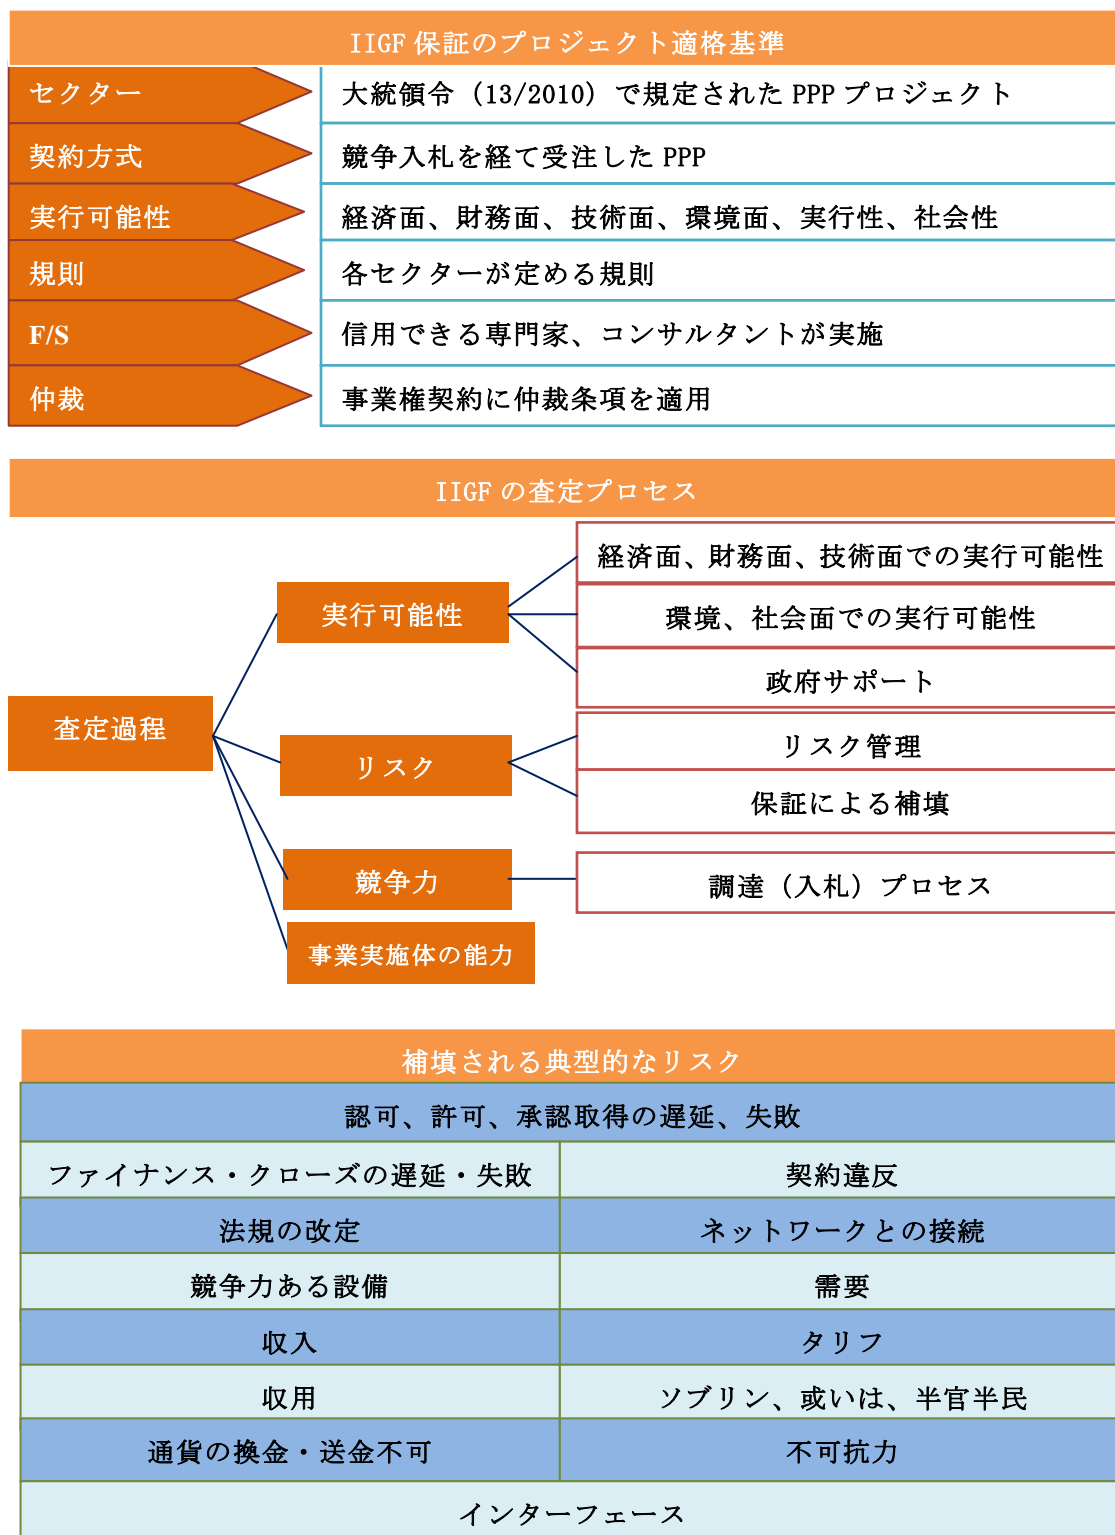 IIGF 保証のプロジェクト適格基準
セクター
大統領令（13/2010）で規定された PPP プロジェクト
契約方式
競争入札を経て受注した PPP
実行可能性
経済面、財務面、技術面、環境面、実行性、社会性
規則
各セクターが定める規則
F/S
信用できる専門家、コンサルタントが実施
仲裁
事業権契約に仲裁条項を適用
IIGF の査定プロセス
査定過程
実行可能性
経済面、財務面、技術面での実行可能性
環境、社会面での実行可能性
政府サポート
リスク
リスク管理
保証による補填
競争力
調達（入札）プロセス
事業実施体の能力
補填される典型的なリスク
認可、許可、承認取得の遅延、失敗
ファイナンス・クローズの遅延・失敗
契約違反
法規の改定
ネットワークとの接続
競争力ある設備
需要
収入
タリフ
収用
ソブリン、或いは、半官半民
通貨の換金・送金不可
不可抗力
インターフェース